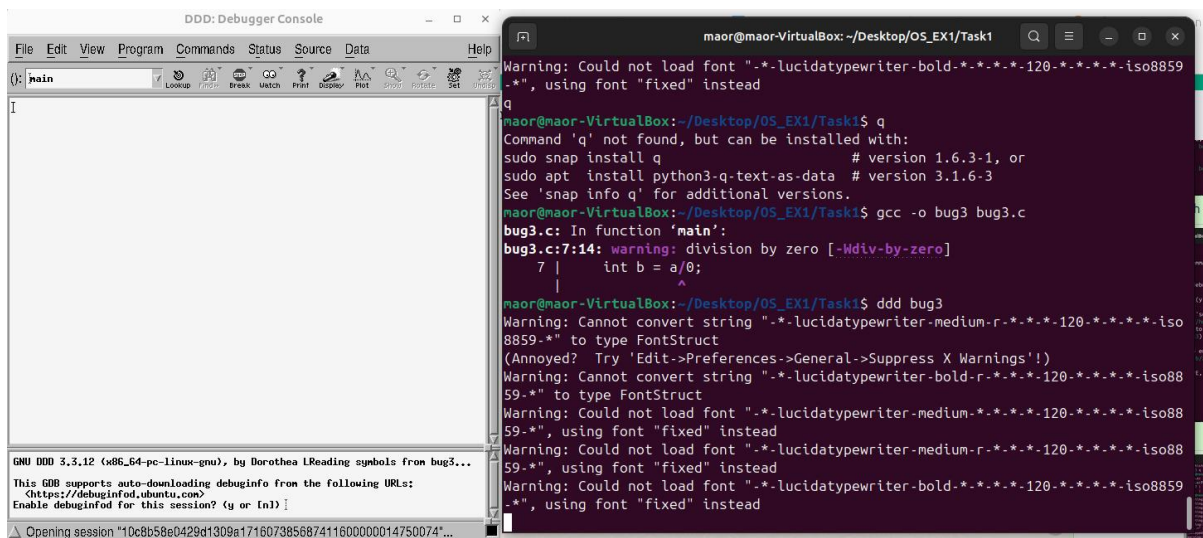 DDD: Debugger Console
File Edit View Program Commands Status Source Data Help
(): main
Lookup Find» Break Watch Print Display Plot Show Rotate Set Undisp
GNU DDD 3.3.12 (x86_64-pc-linux-gnu), by Dorothea LReading symbols from bug3...
This GDB supports auto-downloading debuginfo from the following URLs:
<https://debuginfod.ubuntu.com>
Enable debuginfod for this session? (y or [n])
Opening session "10c8b58e0429d1309a171607385687411600000014750074"...
maor@maor-VirtualBox: ~/Desktop/OS_EX1/Task1
Warning: Could not load font "-*-lucidatypewriter-bold-*-*-*-*-120-*-*-*-*-iso8859
-*", using font "fixed" instead
q
maor@maor-VirtualBox:~/Desktop/OS_EX1/Task1$ q
Command 'q' not found, but can be installed with:
sudo snap install q # version 1.6.3-1, or
sudo apt install python3-q-text-as-data # version 3.1.6-3
See 'snap info q' for additional versions.
maor@maor-VirtualBox:~/Desktop/OS_EX1/Task1$ gcc -o bug3 bug3.c
bug3.c: In function ‘main’:
bug3.c:7:14: warning: division by zero [-Wdiv-by-zero]
7 | int b = a/0;
| ^
maor@maor-VirtualBox:~/Desktop/OS_EX1/Task1$ ddd bug3
Warning: Cannot convert string "-*-lucidatypewriter-medium-r-*-*-*-120-*-*-*-*-iso
8859-*" to type FontStruct
(Annoyed? Try 'Edit->Preferences->General->Suppress X Warnings'!)
Warning: Cannot convert string "-*-lucidatypewriter-bold-r-*-*-*-120-*-*-*-*-iso88
59-*" to type FontStruct
Warning: Could not load font "-*-lucidatypewriter-medium-*-*-*-*-120-*-*-*-*-iso88
59-*", using font "fixed" instead
Warning: Could not load font "-*-lucidatypewriter-medium-r-*-*-*-120-*-*-*-*-iso88
59-*", using font "fixed" instead
Warning: Could not load font "-*-lucidatypewriter-bold-*-*-*-*-120-*-*-*-*-iso8859
-*", using font "fixed" instead